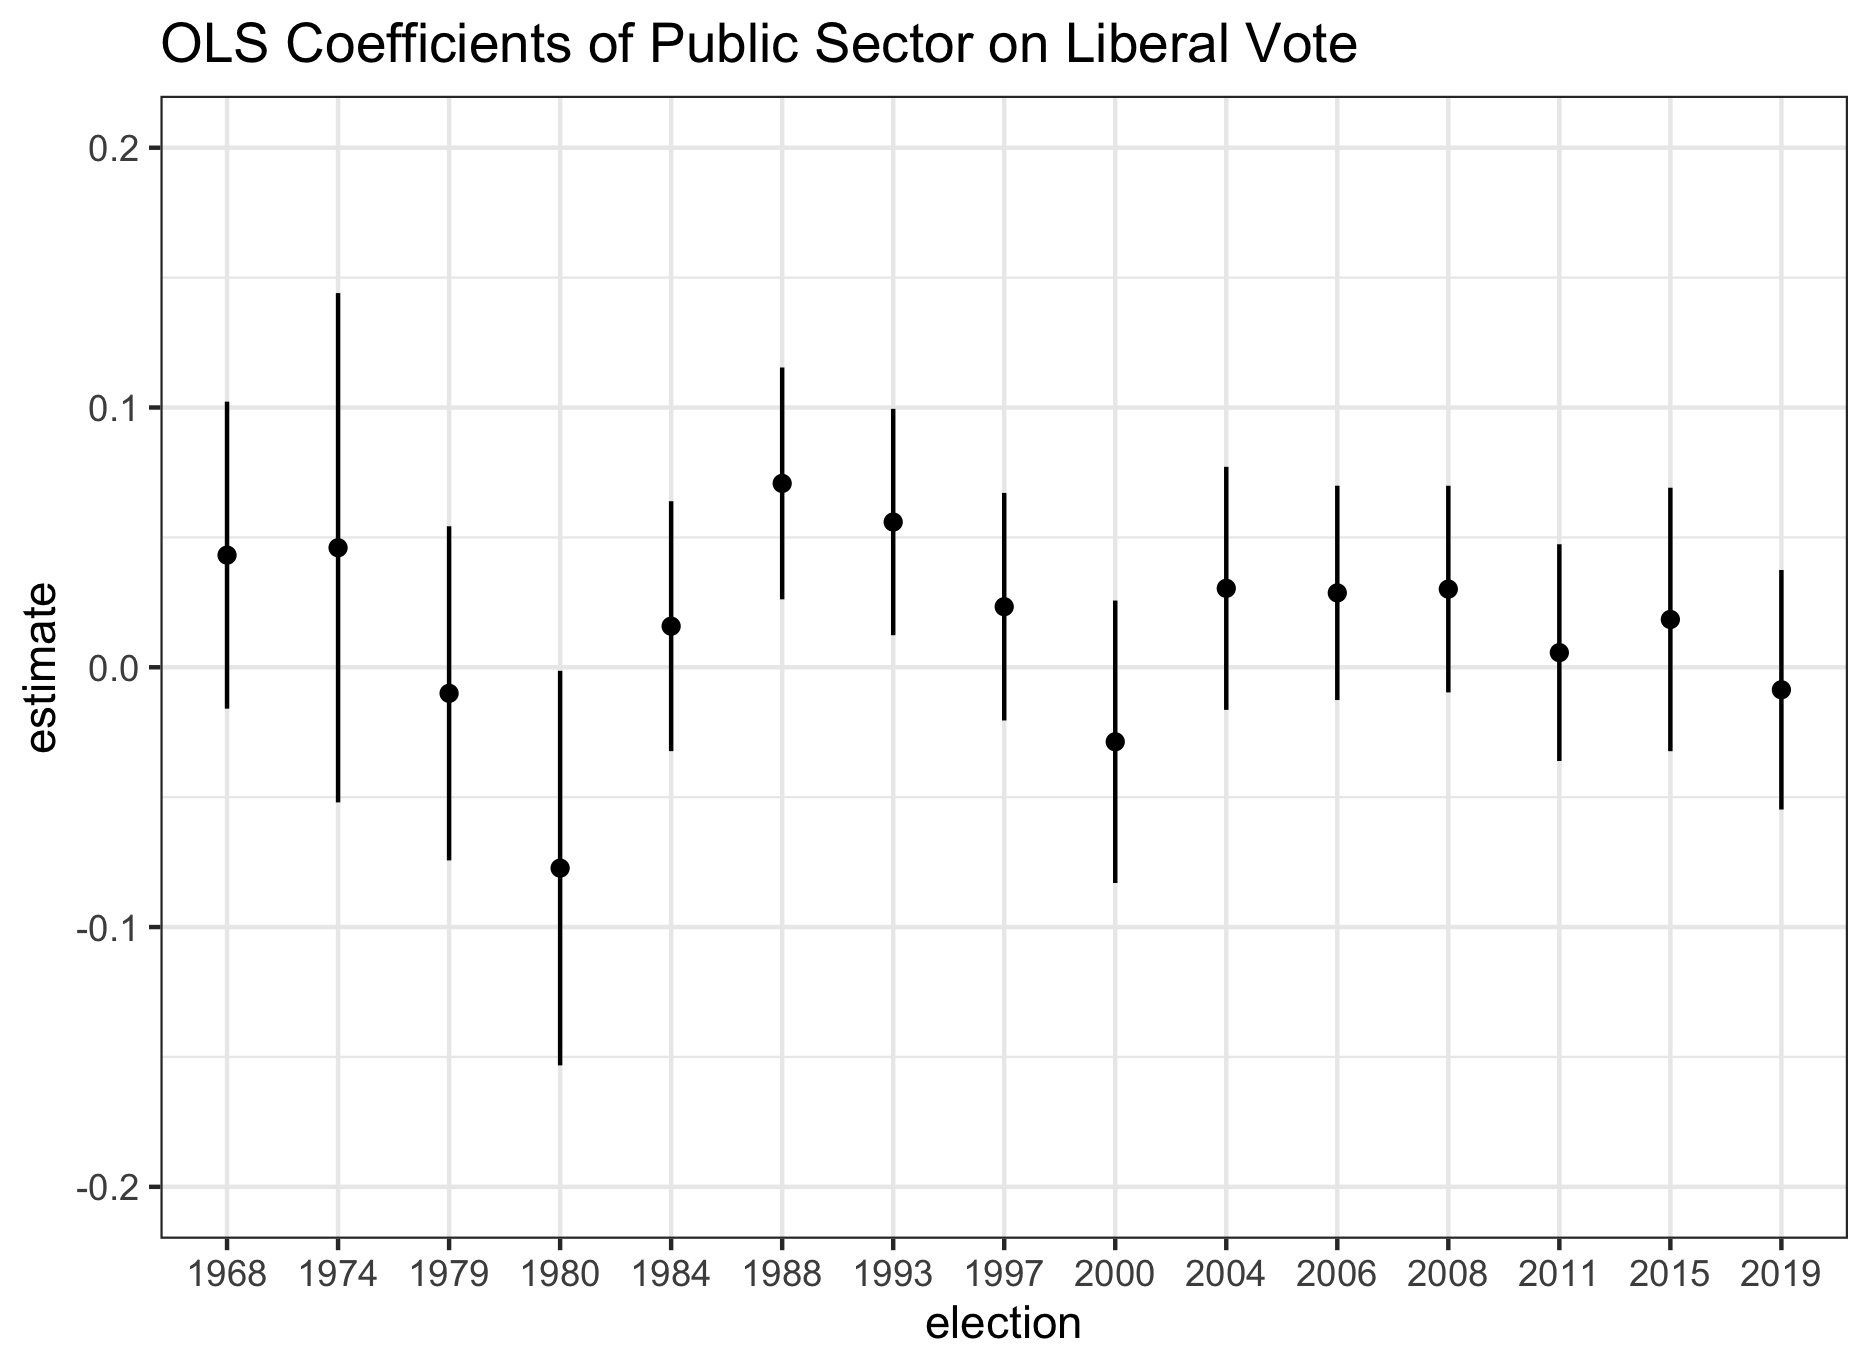 OLS Coefficients of Public Sector on Liberal Vote
0.2
0.1
0.0
-0.1
-0.2
estimate
1968 1974 1979 1980 1984 1988 1993 1997 2000 2004 2006 2008 2011 2015 2019
election